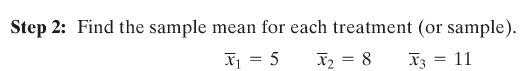 Step 2: Find the sample mean for each treatment (or sample).
x̄₁ = 5 x̄₂ = 8 x̄₃ = 11